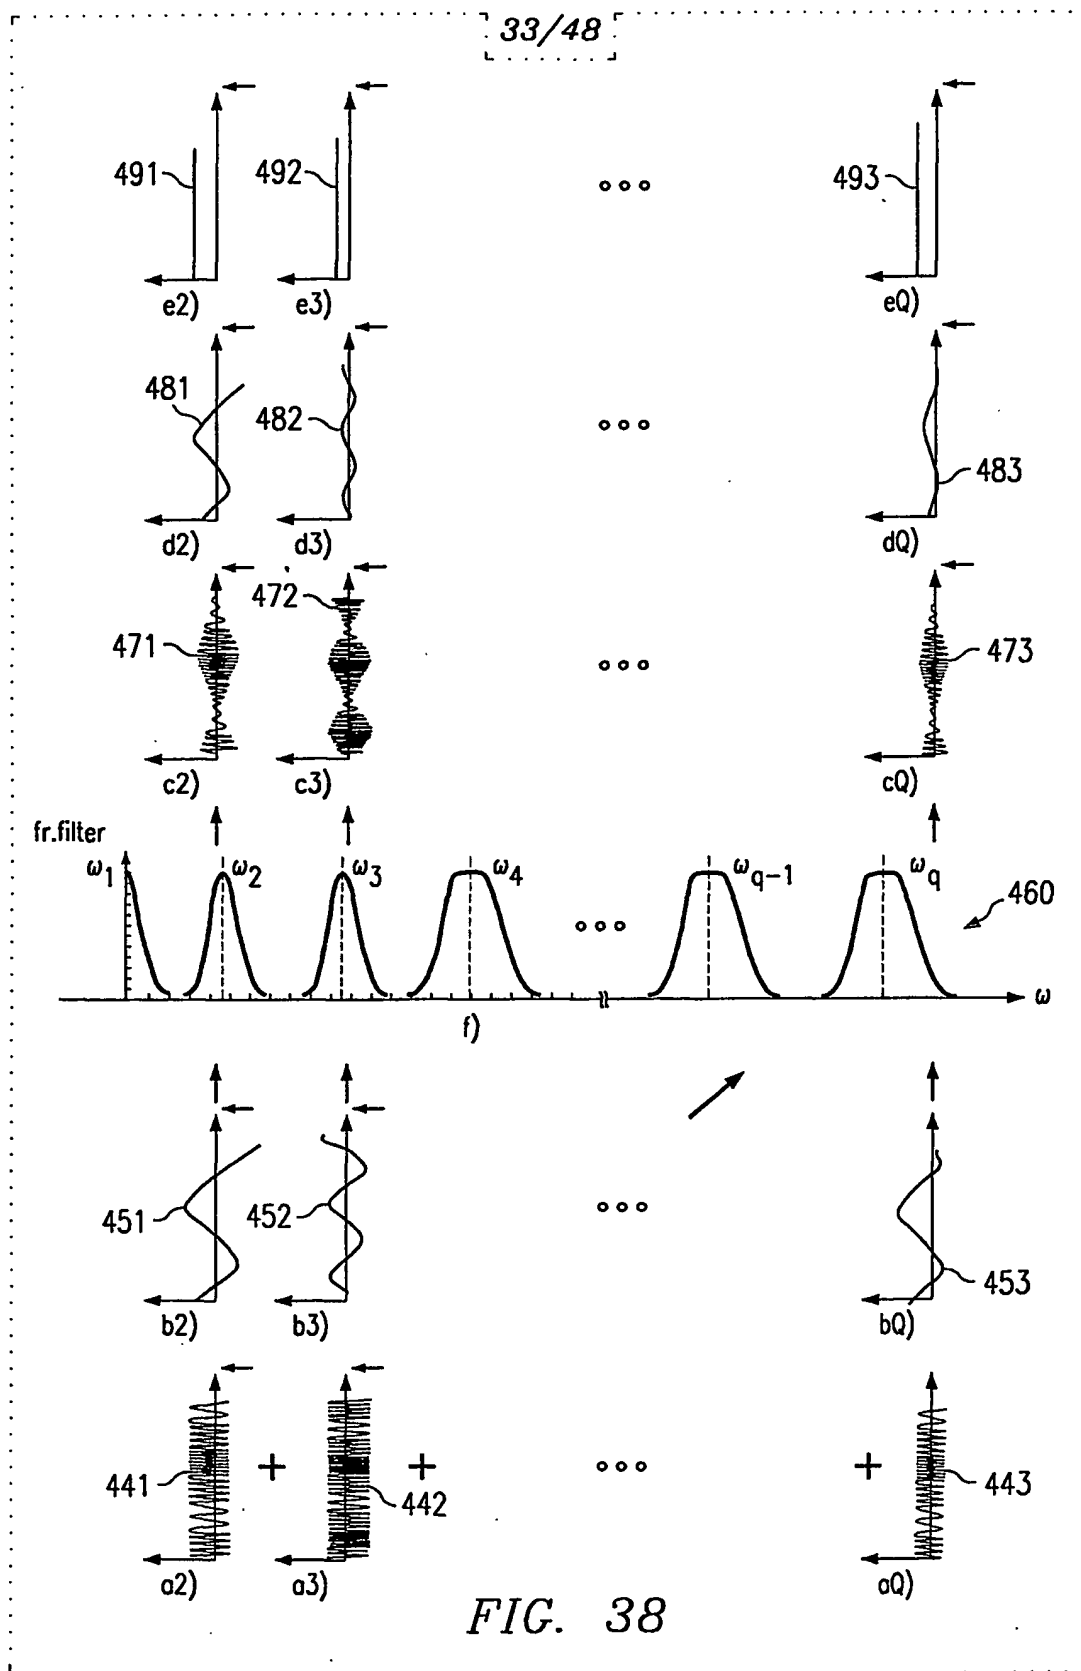 33/48
491
492
493
e2)
e3)
eQ)
481
482
483
d2)
d3)
dQ)
471
472
473
c2)
c3)
cQ)
fr.filter
ω1
ω2
ω3
ω4
ωq-1
ωq
460
ω
f)
451
452
453
b2)
b3)
bQ)
441
+
442
+
+
443
a2)
a3)
aQ)
FIG. 38